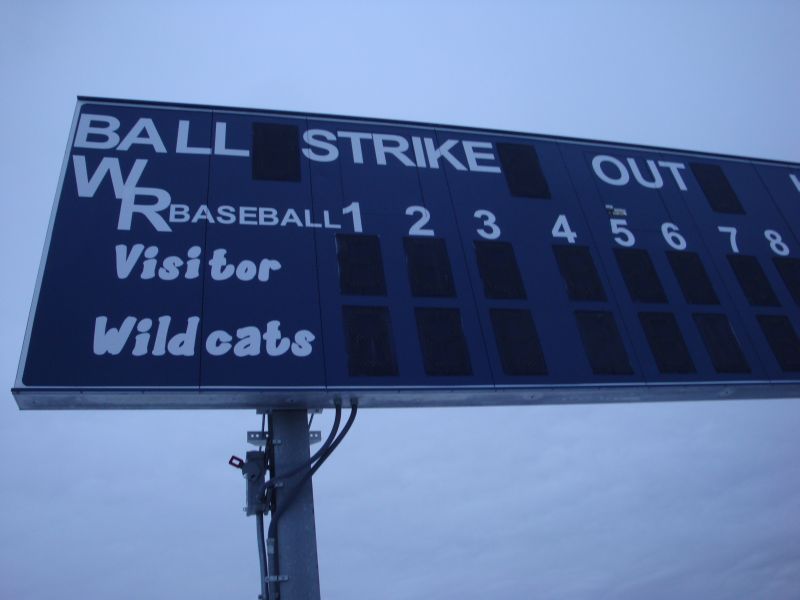 BALL STRIKE OUT
WR BASEBALL 1 2 3 4 5 6 7 8
Visitor
Wildcats